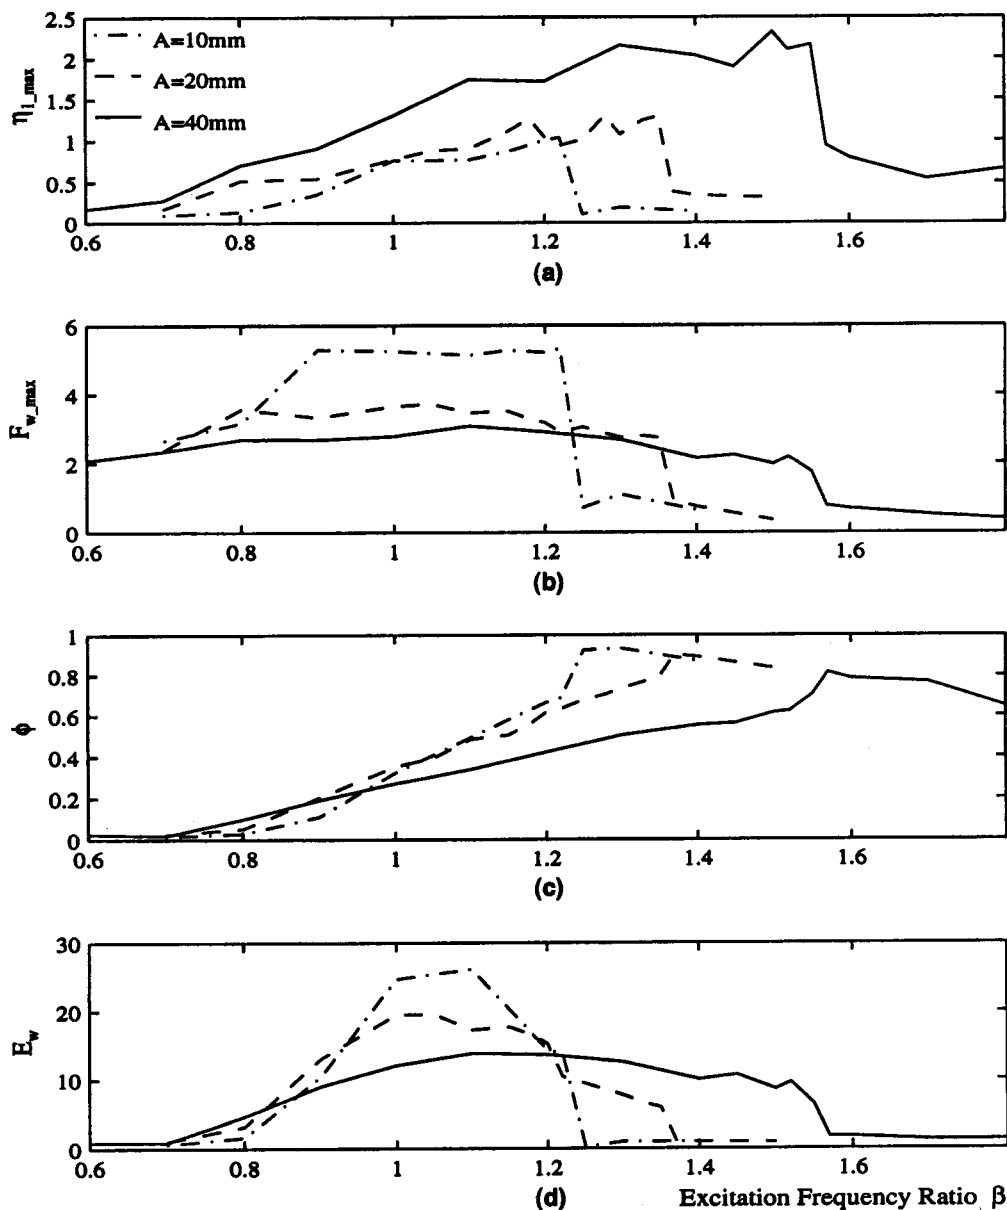 2.5
2
1.5
1
0.5
0
η1_max
A=10mm
A=20mm
A=40mm
0.6 0.8 1 1.2 1.4 1.6
(a)
6
4
2
0
Fw_max
0.6 0.8 1 1.2 1.4 1.6
(b)
1
0.8
0.6
0.4
0.2
0
φ
0.6 0.8 1 1.2 1.4 1.6
(c)
30
20
10
0
Ew
0.6 0.8 1 1.2 1.4 1.6
(d) Excitation Frequency Ratio β